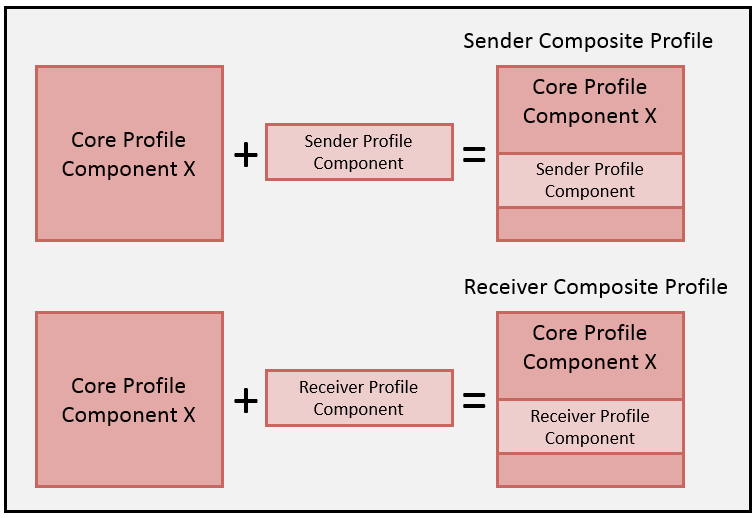 Sender Composite Profile
Core Profile
Component X
+
Sender Profile
Component
=
Core Profile
Component X
Sender Profile
Component
Receiver Composite Profile
Core Profile
Component X
+
Receiver Profile
Component
=
Core Profile
Component X
Receiver Profile
Component